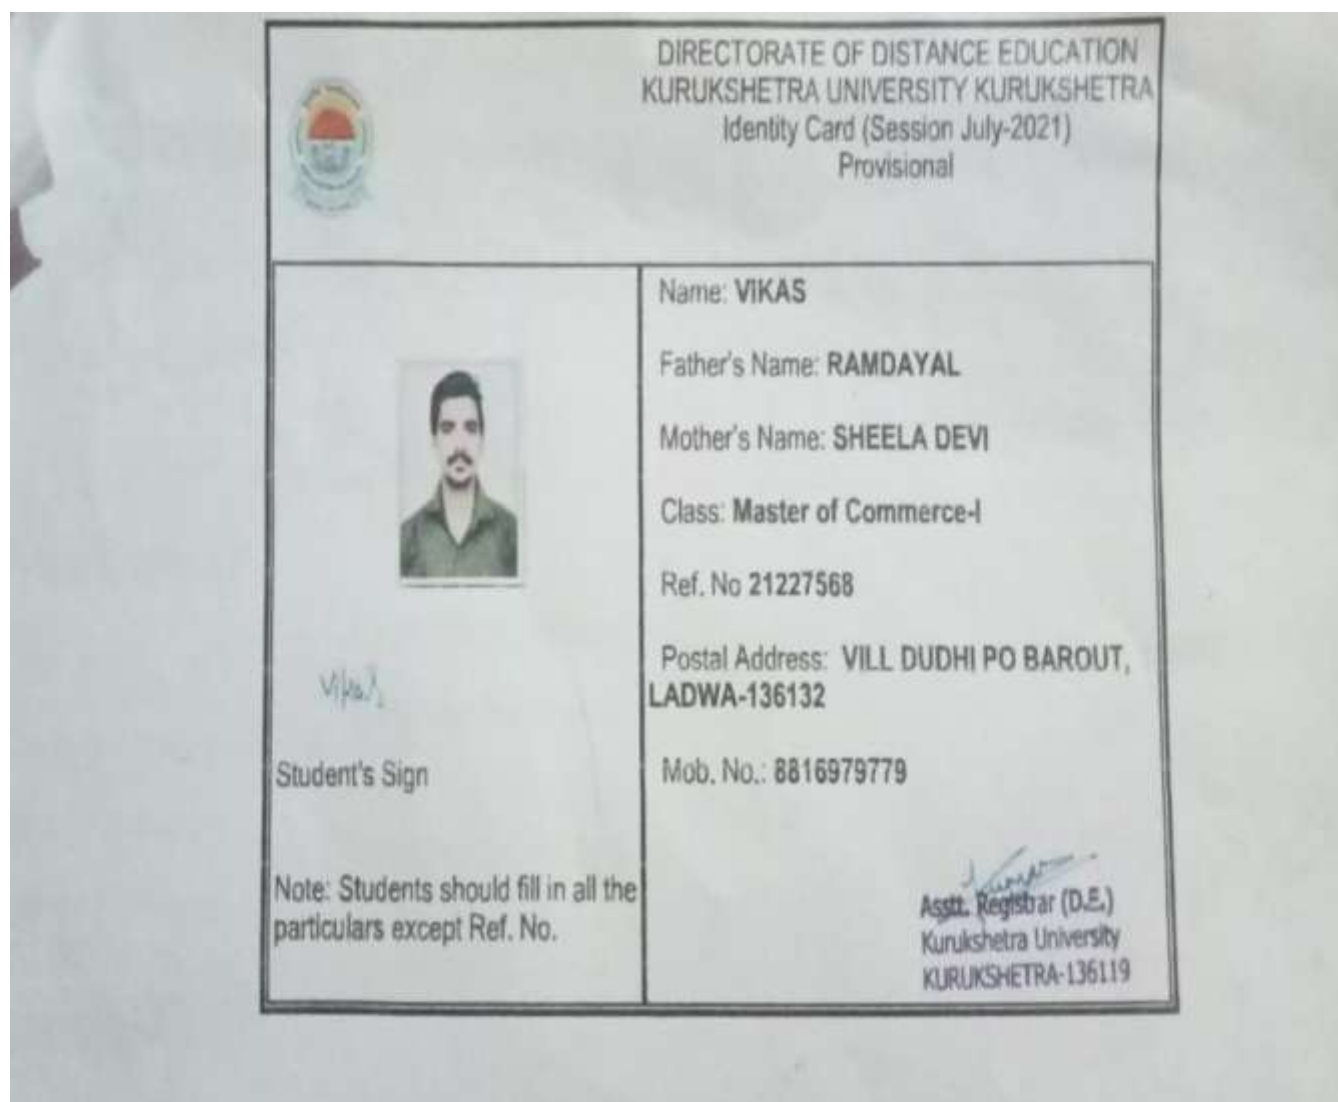 DIRECTORATE OF DISTANCE EDUCATION
KURUKSHETRA UNIVERSITY KURUKSHETRA
Identity Card (Session July-2021)
Provisional
Name: VIKAS
Father's Name: RAMDAYAL
Mother's Name: SHEELA DEVI
Class: Master of Commerce-I
Ref. No 21227568
Postal Address: VILL DUDHI PO BAROUT,
LADWA-136132
Mob. No.: 8816979779
Vikas
Student's Sign
Note: Students should fill in all the
particulars except Ref. No.
Asstt. Registrar (D.E.)
Kurukshetra University
KURUKSHETRA-136119